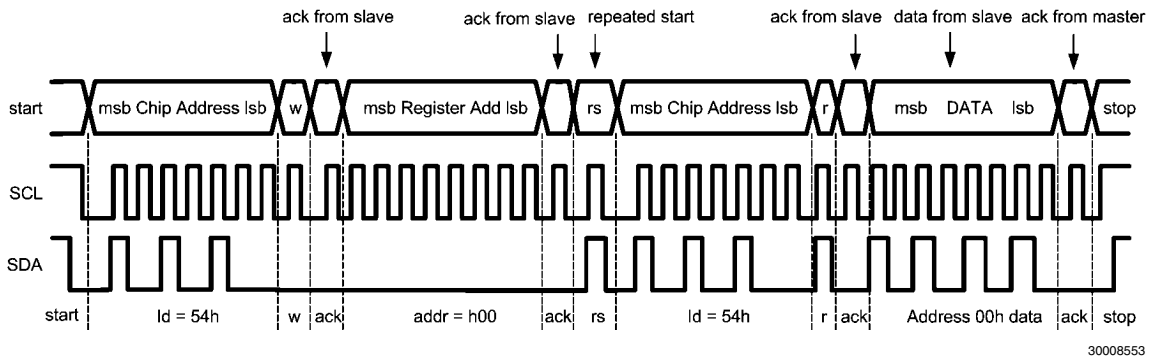 ack from slave
ack from slave
repeated start
ack from slave
data from slave
ack from master
start
msb Chip Address lsb
w
msb Register Add lsb
rs
msb Chip Address lsb
r
msb DATA lsb
stop
SCL
SDA
start
Id = 54h
w
ack
addr = h00
ack
rs
Id = 54h
r
ack
Address 00h data
ack
stop
30008553